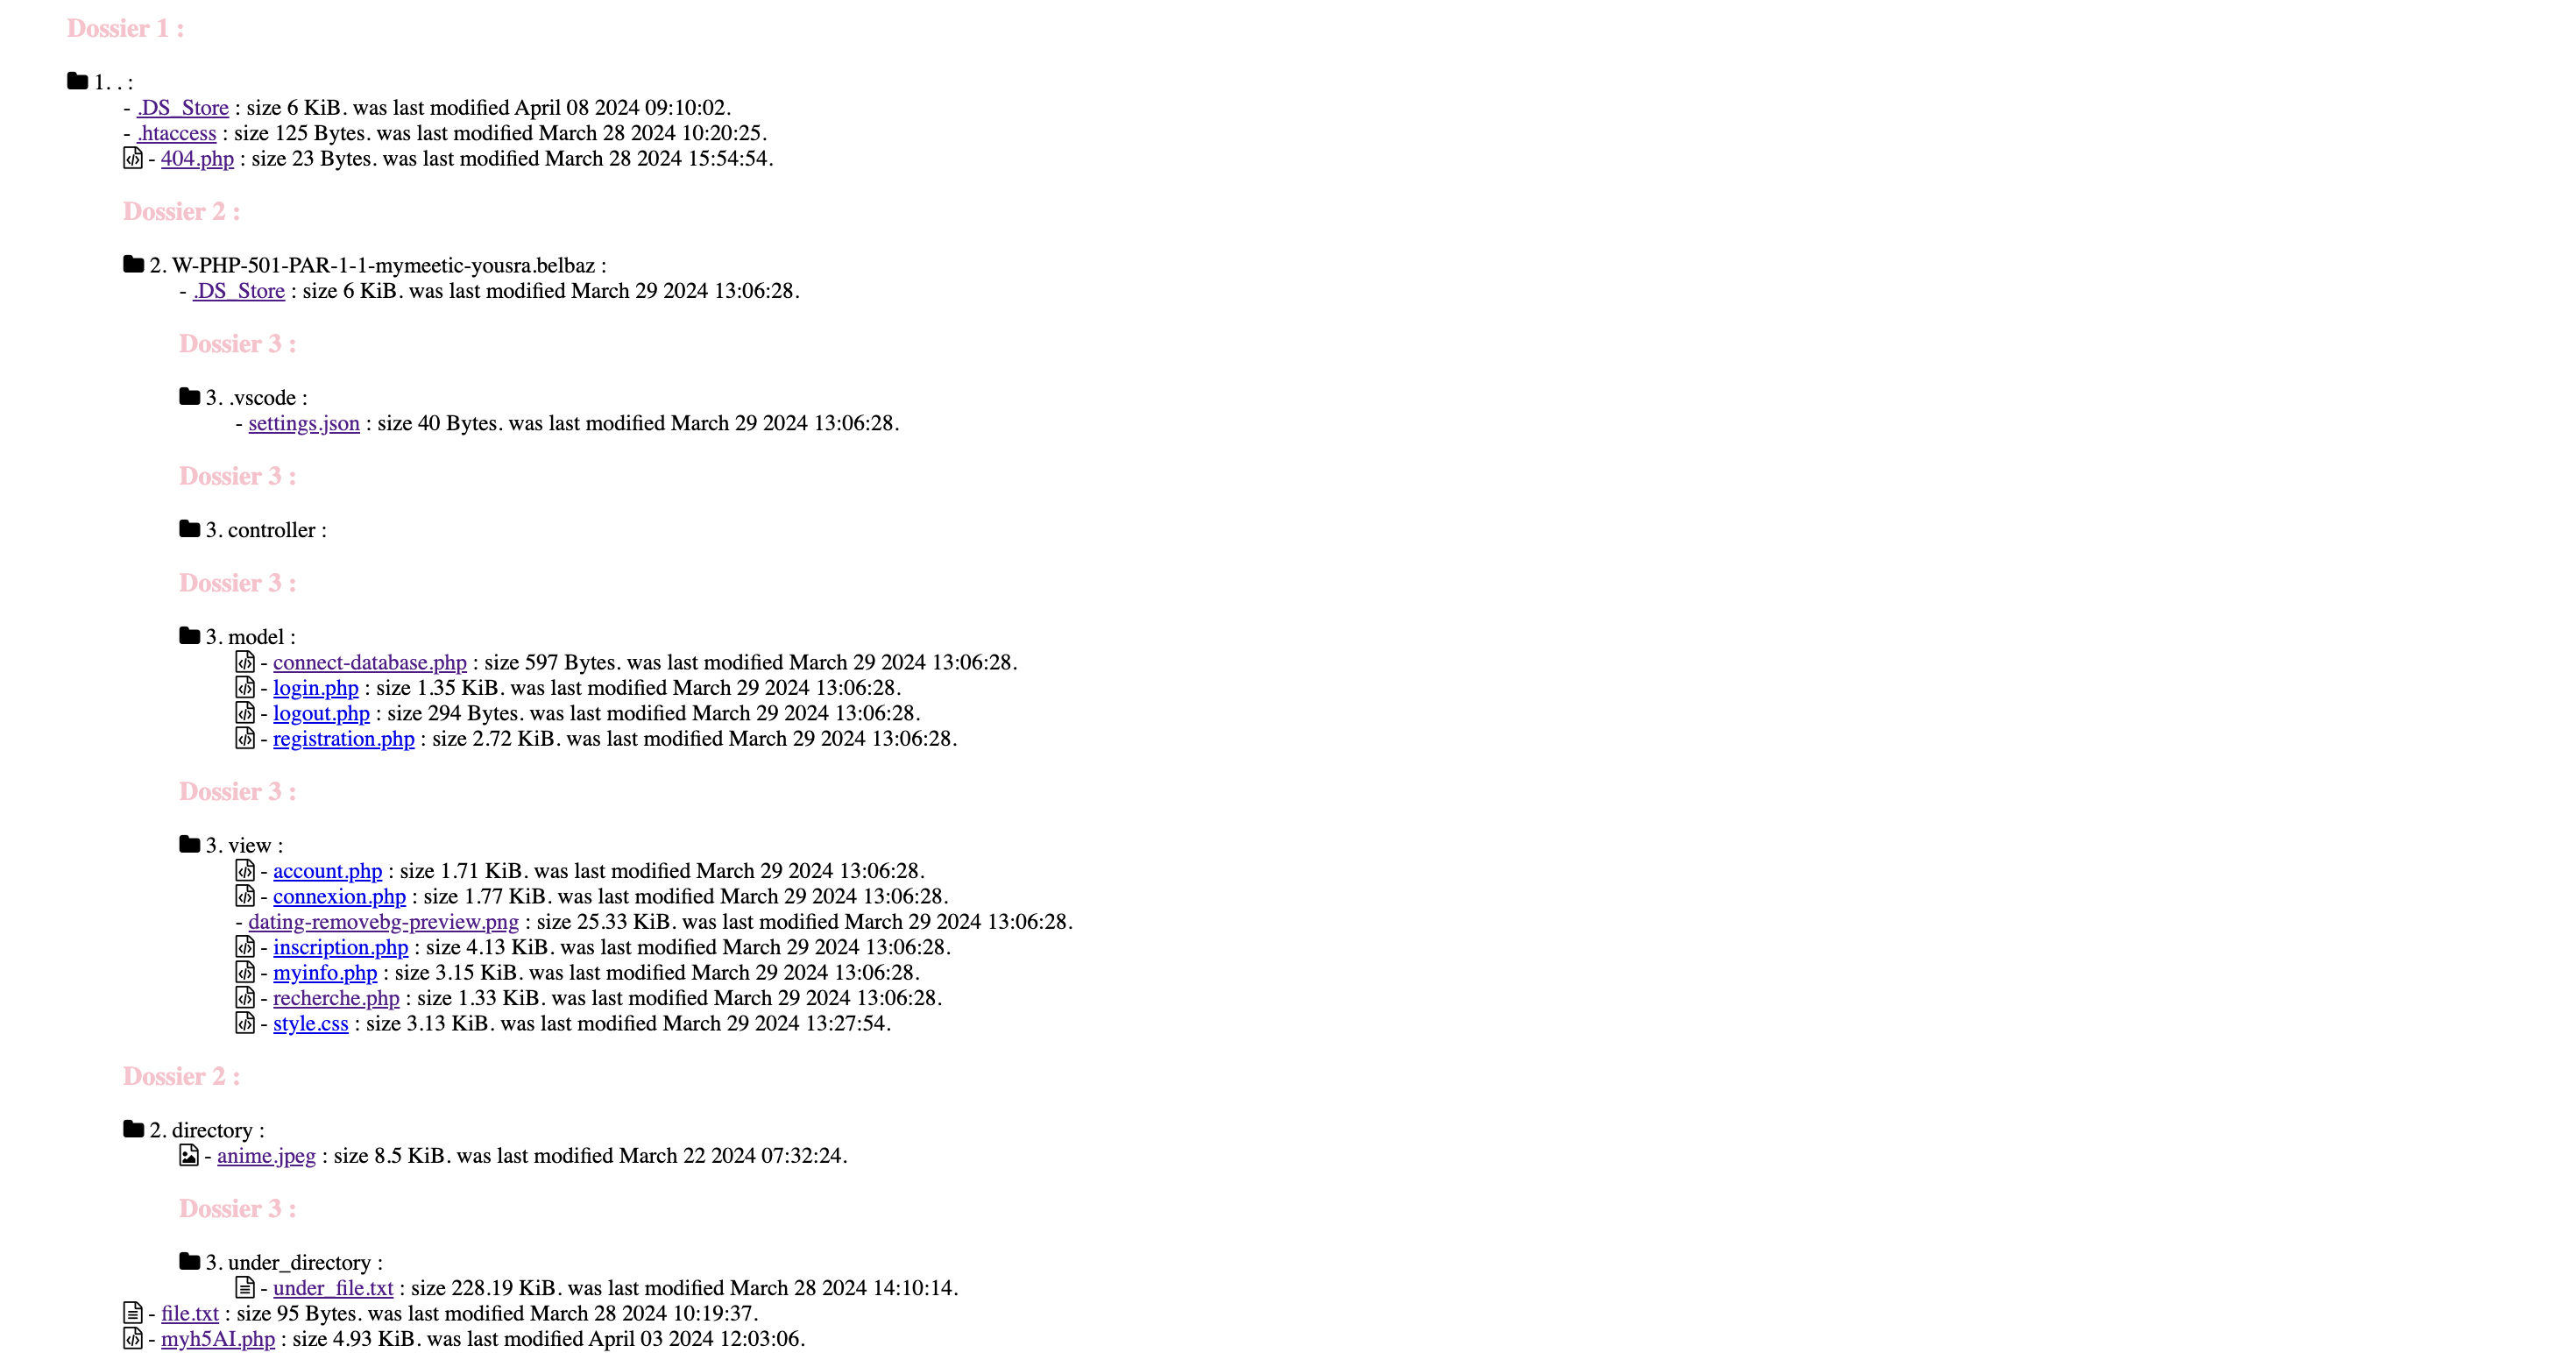 Dossier 1 :
1. . :
- .DS_Store : size 6 KiB. was last modified April 08 2024 09:10:02.
- .htaccess : size 125 Bytes. was last modified March 28 2024 10:20:25.
- 404.php : size 23 Bytes. was last modified March 28 2024 15:54:54.
Dossier 2 :
2. W-PHP-501-PAR-1-1-mymeetic-yousra.belbaz :
- .DS_Store : size 6 KiB. was last modified March 29 2024 13:06:28.
Dossier 3 :
3. .vscode :
- settings.json : size 40 Bytes. was last modified March 29 2024 13:06:28.
Dossier 3 :
3. controller :
Dossier 3 :
3. model :
- connect-database.php : size 597 Bytes. was last modified March 29 2024 13:06:28.
- login.php : size 1.35 KiB. was last modified March 29 2024 13:06:28.
- logout.php : size 294 Bytes. was last modified March 29 2024 13:06:28.
- registration.php : size 2.72 KiB. was last modified March 29 2024 13:06:28.
Dossier 3 :
3. view :
- account.php : size 1.71 KiB. was last modified March 29 2024 13:06:28.
- connexion.php : size 1.77 KiB. was last modified March 29 2024 13:06:28.
- dating-removebg-preview.png : size 25.33 KiB. was last modified March 29 2024 13:06:28.
- inscription.php : size 4.13 KiB. was last modified March 29 2024 13:06:28.
- myinfo.php : size 3.15 KiB. was last modified March 29 2024 13:06:28.
- recherche.php : size 1.33 KiB. was last modified March 29 2024 13:06:28.
- style.css : size 3.13 KiB. was last modified March 29 2024 13:27:54.
Dossier 2 :
2. directory :
- anime.jpeg : size 8.5 KiB. was last modified March 22 2024 07:32:24.
Dossier 3 :
3. under_directory :
- under_file.txt : size 228.19 KiB. was last modified March 28 2024 14:10:14.
- file.txt : size 95 Bytes. was last modified March 28 2024 10:19:37.
- myh5AI.php : size 4.93 KiB. was last modified April 03 2024 12:03:06.